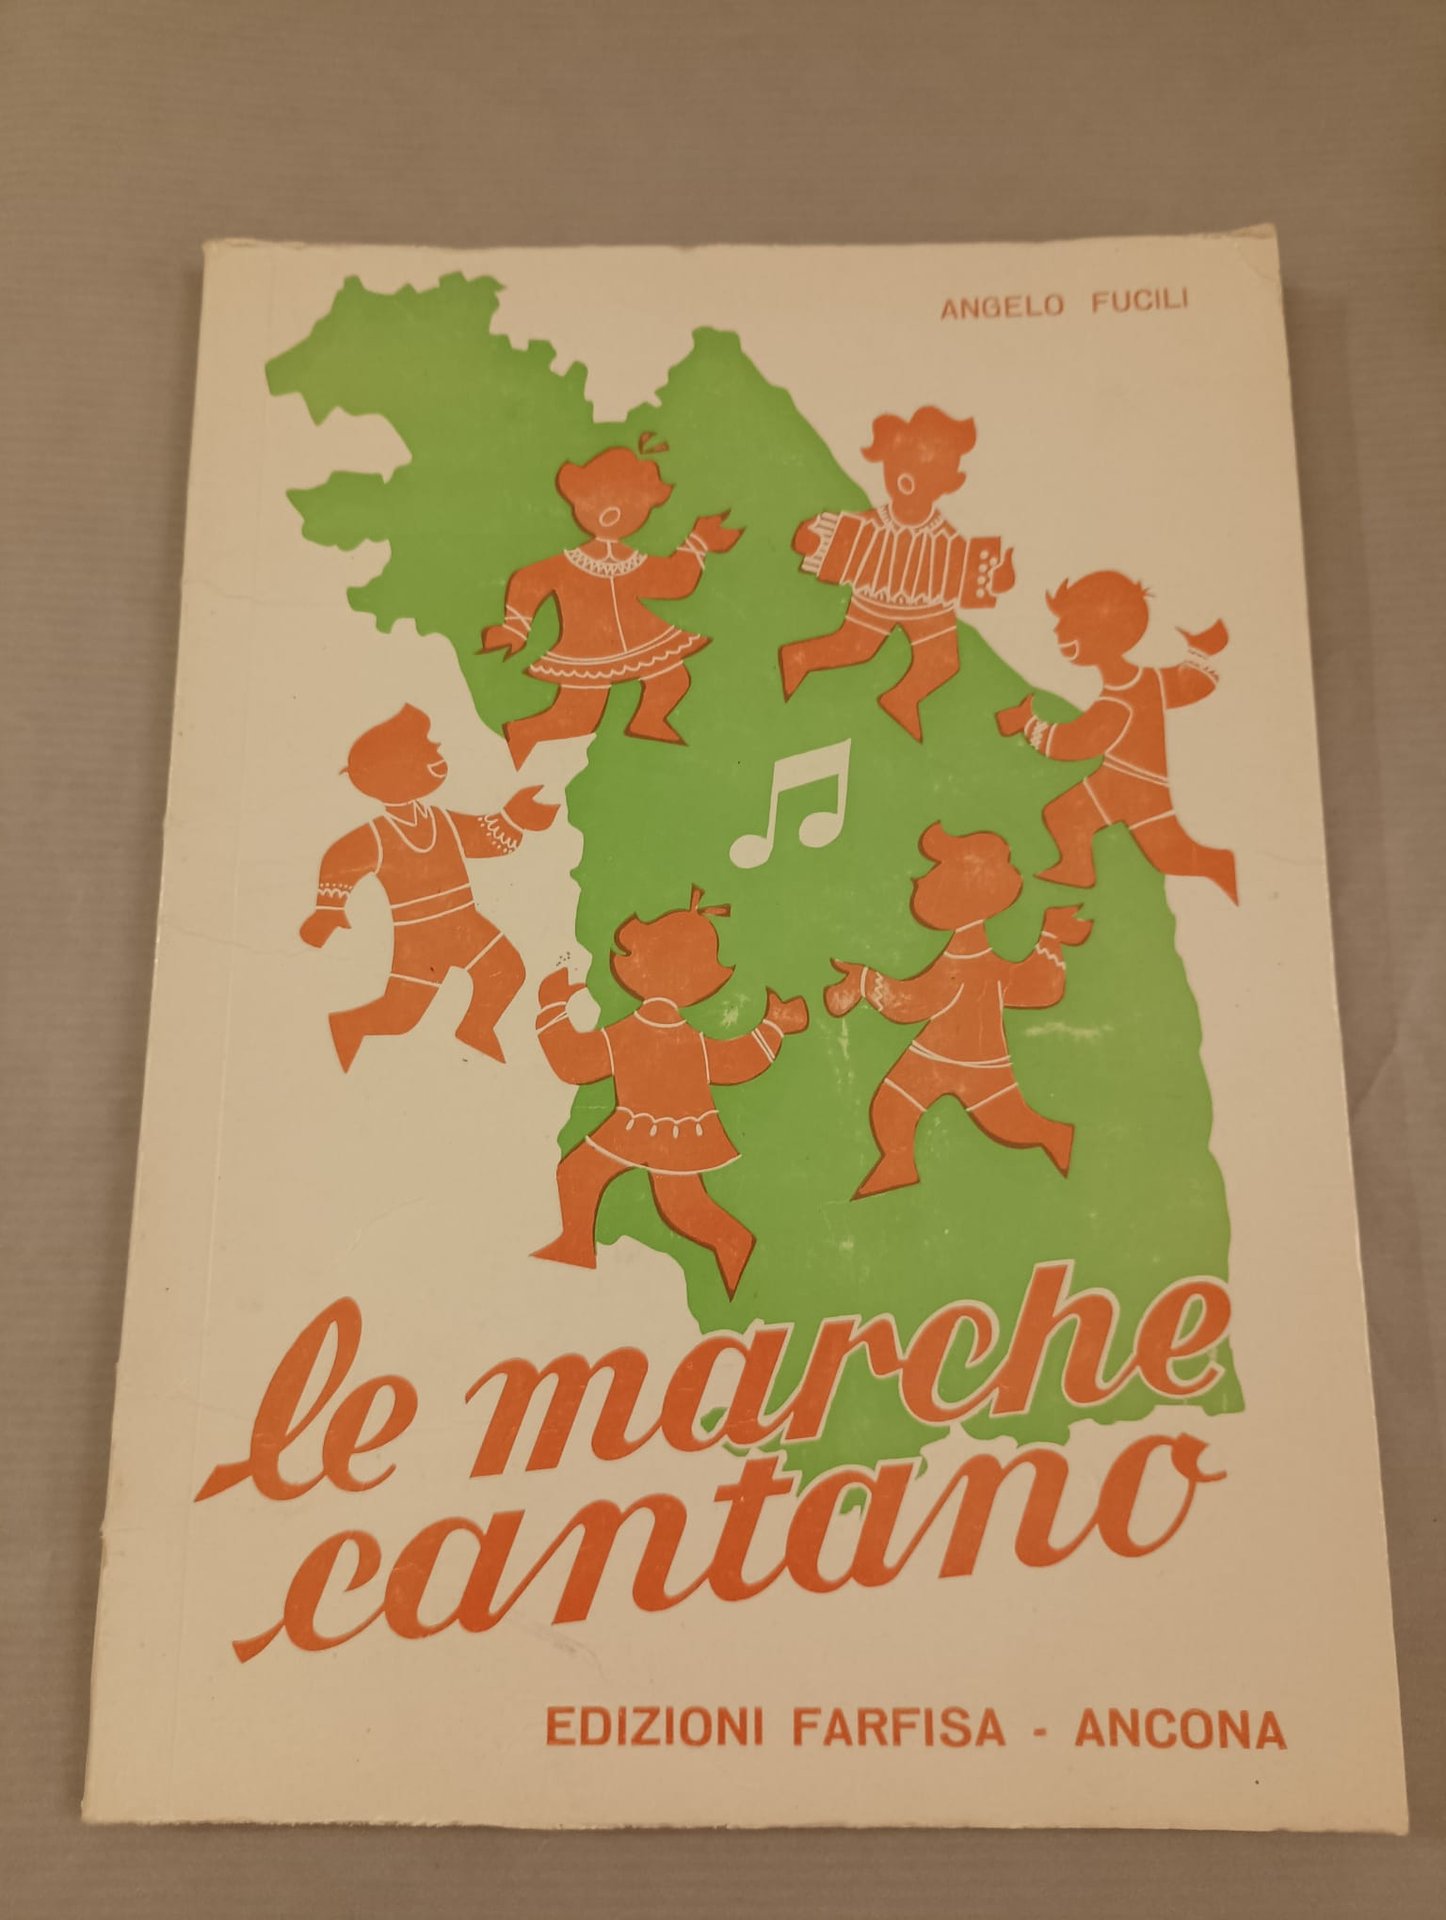 ANGELO FUCILI
le marche
cantano
EDIZIONI FARFISA - ANCONA